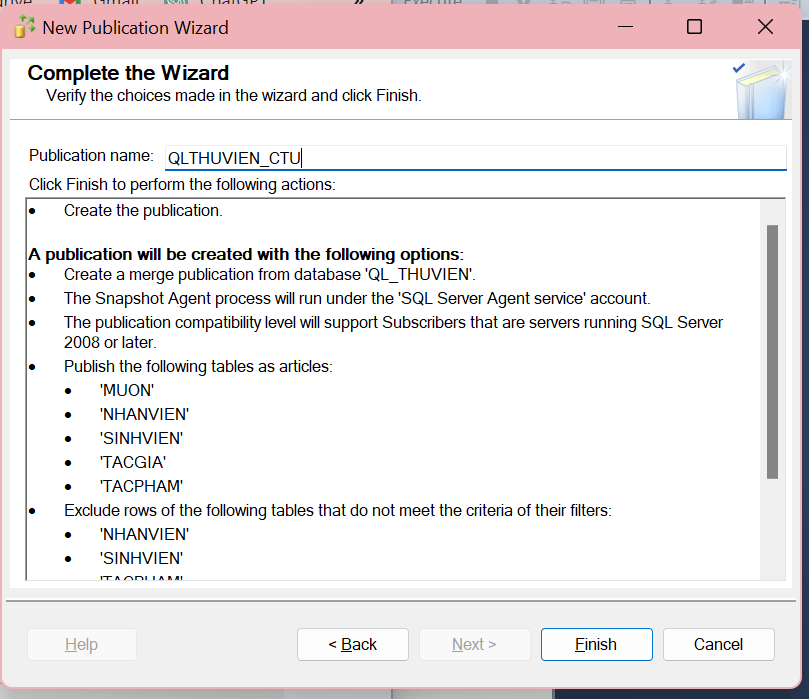 Gmail
ChatGPT
Execute
New Publication Wizard
Complete the Wizard
Verify the choices made in the wizard and click Finish.
Publication name: QLTHUVIEN_CTU
Click Finish to perform the following actions:
• Create the publication.
A publication will be created with the following options:
• Create a merge publication from database 'QL_THUVIEN'.
• The Snapshot Agent process will run under the 'SQL Server Agent service' account.
• The publication compatibility level will support Subscribers that are servers running SQL Server
2008 or later.
• Publish the following tables as articles:
• 'MUON'
• 'NHANVIEN'
• 'SINHVIEN'
• 'TACGIA'
• 'TACPHAM'
• Exclude rows of the following tables that do not meet the criteria of their filters:
• 'NHANVIEN'
• 'SINHVIEN'
'TACPHAM'
Help < Back Next > Finish Cancel